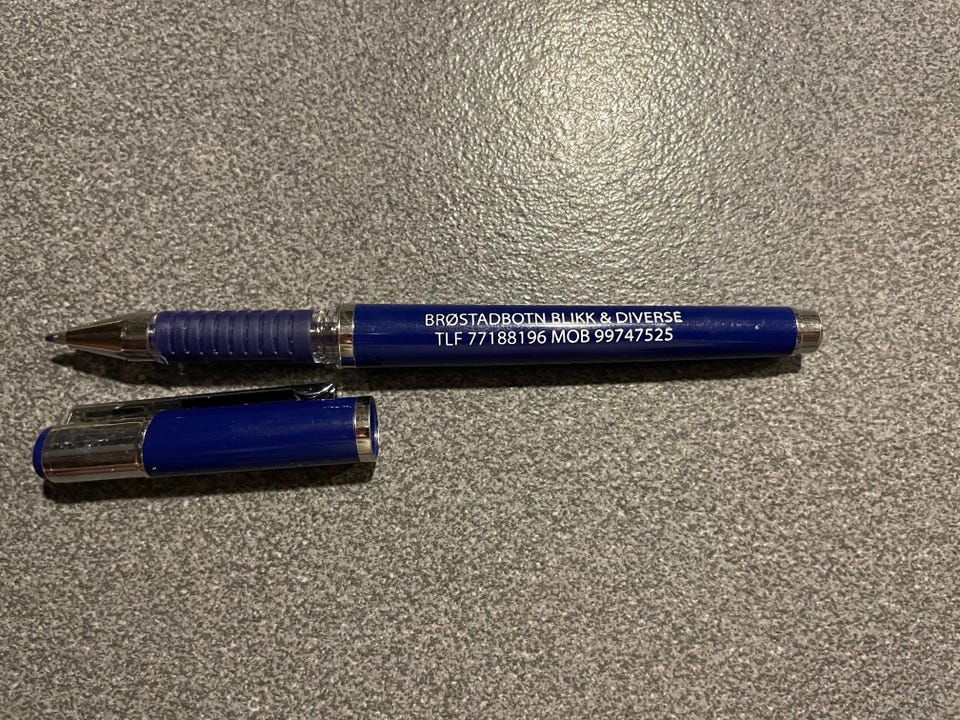 BRØSTADBOTN BLIKK & DIVERSE
TLF 77188196 MOB 99747525